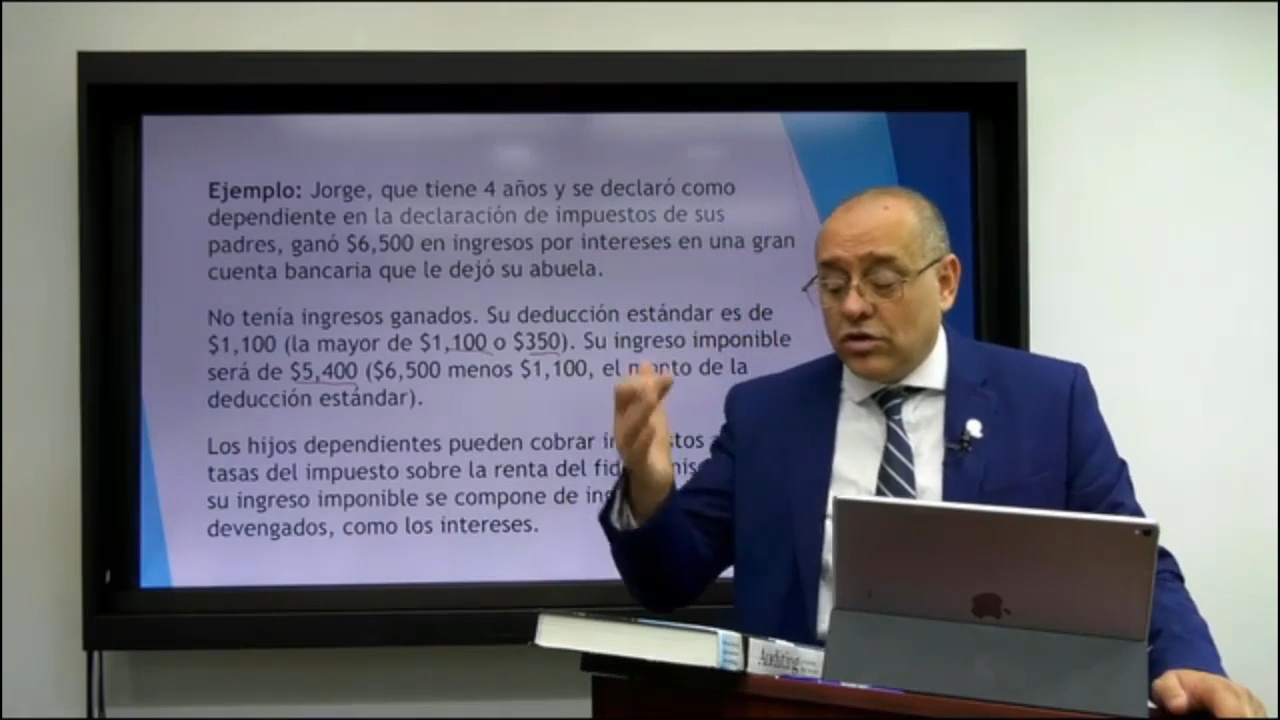 Ejemplo: Jorge, que tiene 4 años y se declaró como
dependiente en la declaración de impuestos de sus
padres, ganó $6,500 en ingresos por intereses en una gran
cuenta bancaria que le dejó su abuela.
No tenía ingresos ganados. Su deducción estándar es de
$1,100 (la mayor de $1,100 o $350). Su ingreso imponible
será de $5,400 ($6,500 menos $1,100, el monto de la
deducción estándar).
Los hijos dependientes pueden cobrar
tasas del impuesto sobre la renta del
su ingreso imponible se compone de
devengados, como los intereses.
Auditing